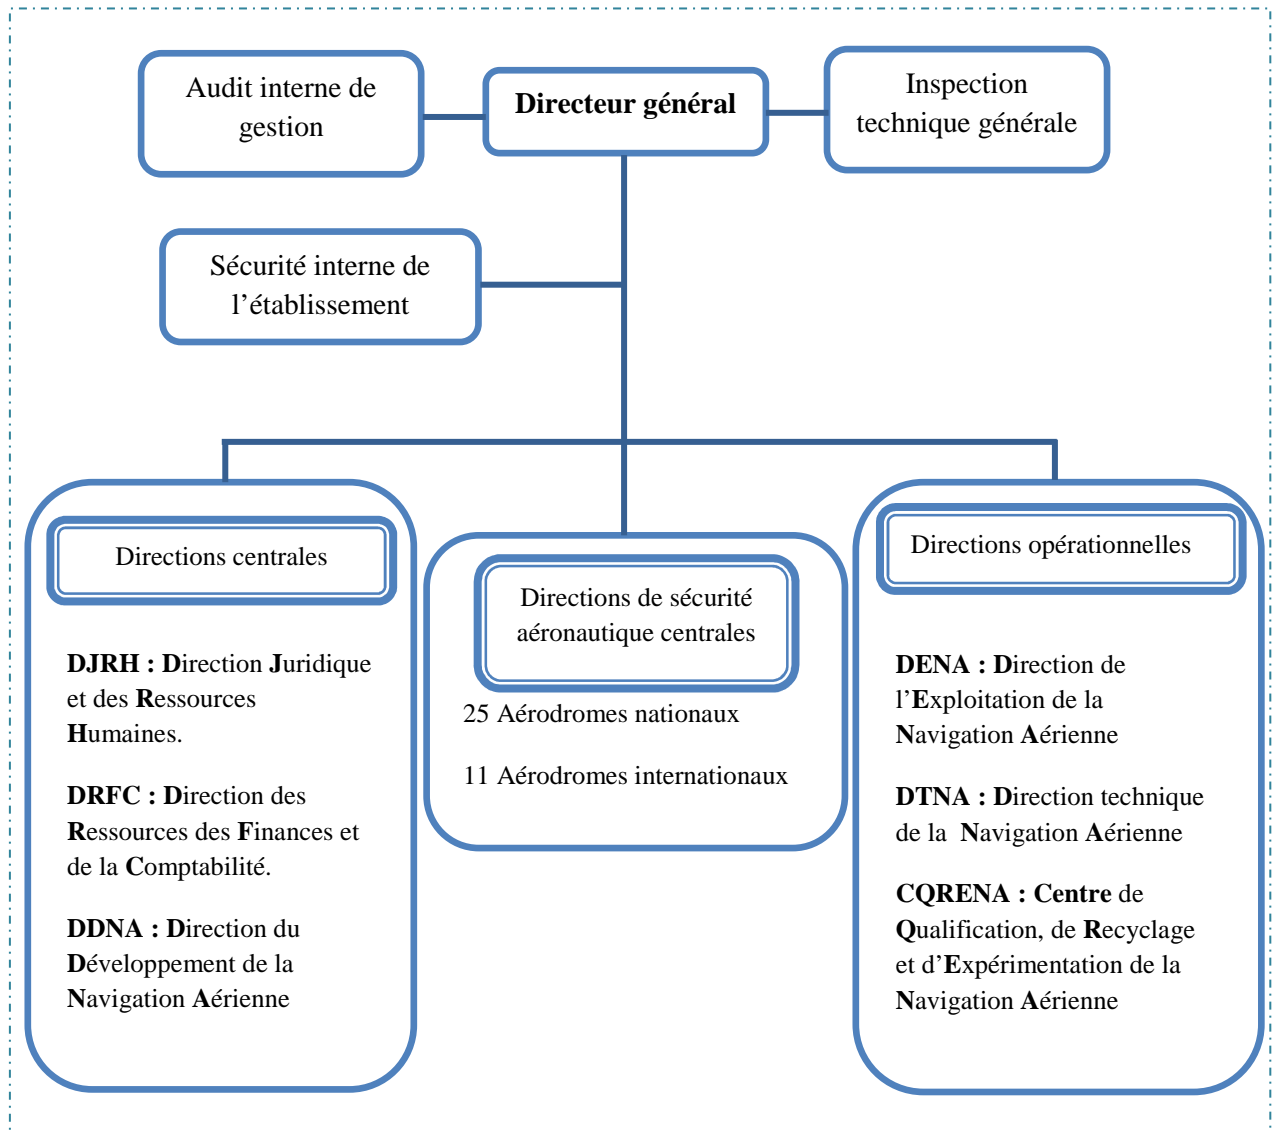 Audit interne de
gestion
Directeur général
Inspection
technique générale
Sécurité interne de
l’établissement
Directions centrales
DJRH : Direction Juridique
et des Ressources
Humaines.
DRFC : Direction des
Ressources des Finances et
de la Comptabilité.
DDNA : Direction du
Développement de la
Navigation Aérienne
Directions de sécurité
aéronautique centrales
25 Aérodromes nationaux
11 Aérodromes internationaux
Directions opérationnelles
DENA : Direction de
l’Exploitation de la
Navigation Aérienne
DTNA : Direction technique
de la Navigation Aérienne
CQRENA : Centre de
Qualification, de Recyclage
et d’Expérimentation de la
Navigation Aérienne